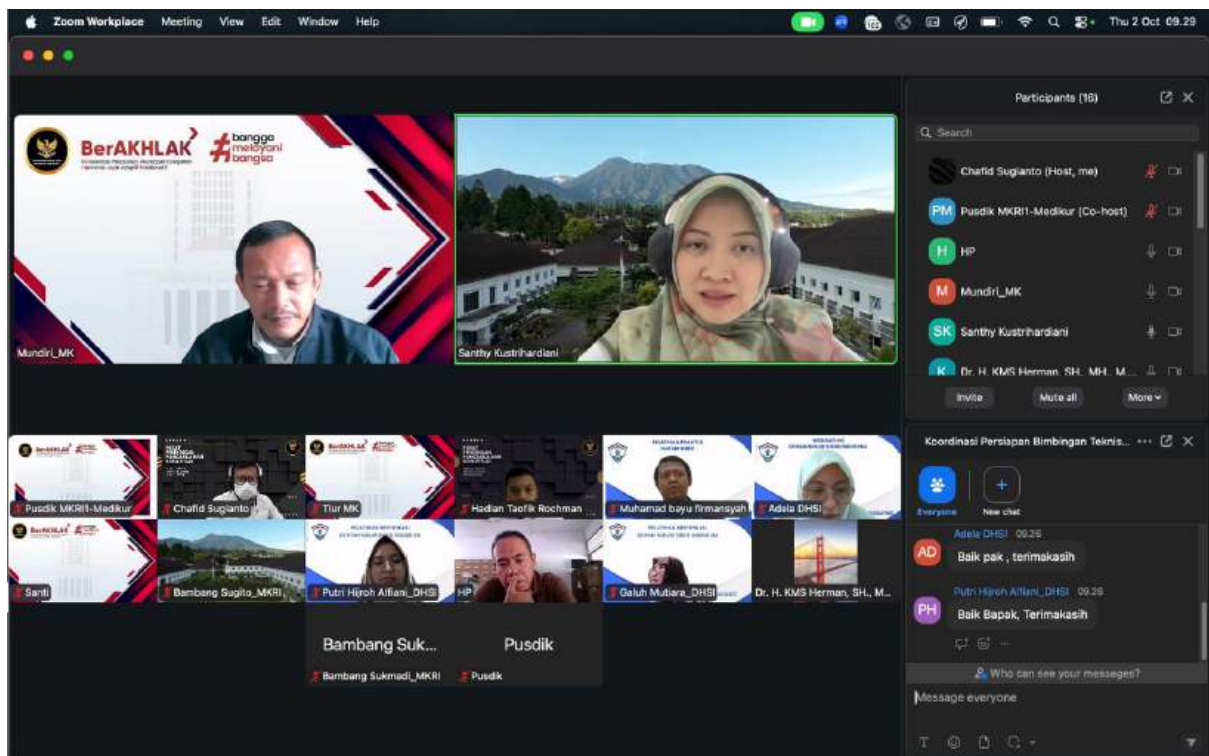 Zoom Workplace Meeting View Edit Window Help
Thu 2 Oct 09.29
BerAKHLAK
#bangga
melayani
bangsa
Mundiri_MK
Santhy Kustrihardiani
Pusdik MKRI1-Medikur
Chafid Sugianto
Tiur MK
Hadian Taofik Rochman
Muhamad bayu firmansyah
Adela DHSI
Santi
Bambang Sugito_MKRI
Putri Hijroh Alfiani_DHSI
HP
Galuh Mutiara_DHSI
Dr. H. KMS Herman, SH., M...
Bambang Suk...
Bambang Sukmadi_MKRI
Pusdik
Pusdik
Participants (16)
Search
Chafid Sugianto (Host, me)
PM Pusdik MKRI1-Medikur (Co-host)
H HP
M Mundiri_MK
SK Santhy Kustrihardiani
K Dr. H. KMS Herman, SH., MH., M...
Invite Mute all More
Koordinasi Persiapan Bimbingan Teknis... ...
Everyone New chat
Adela DHSI 09.26
AD Baik pak , terimakasih
Putri Hijroh Alfiani_DHSI 09.26
PH Baik Bapak, Terimakasih
Who can see your messages?
Message everyone